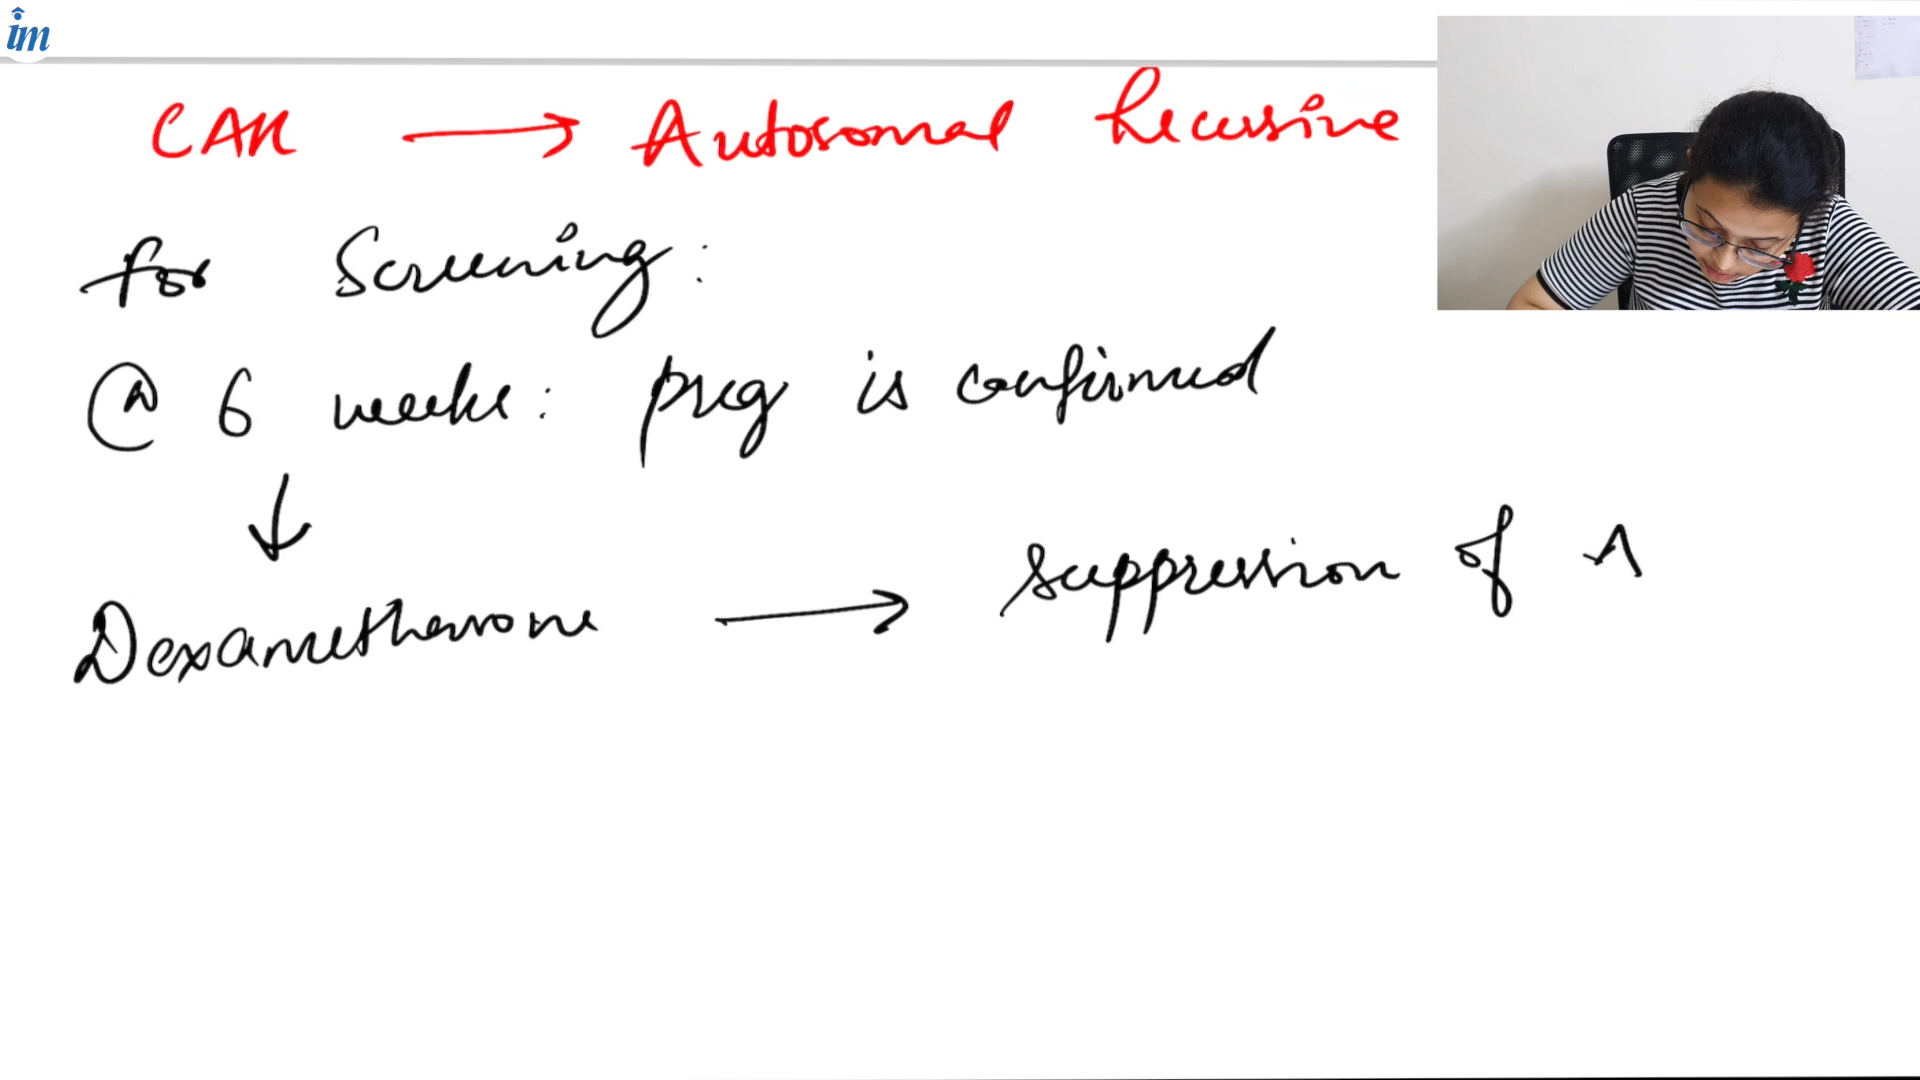 im
CAH → Autosomal Recessive
for Screening:
@ 6 weeks: preg is confirmed
↓
Dexamethasone → suppression of A